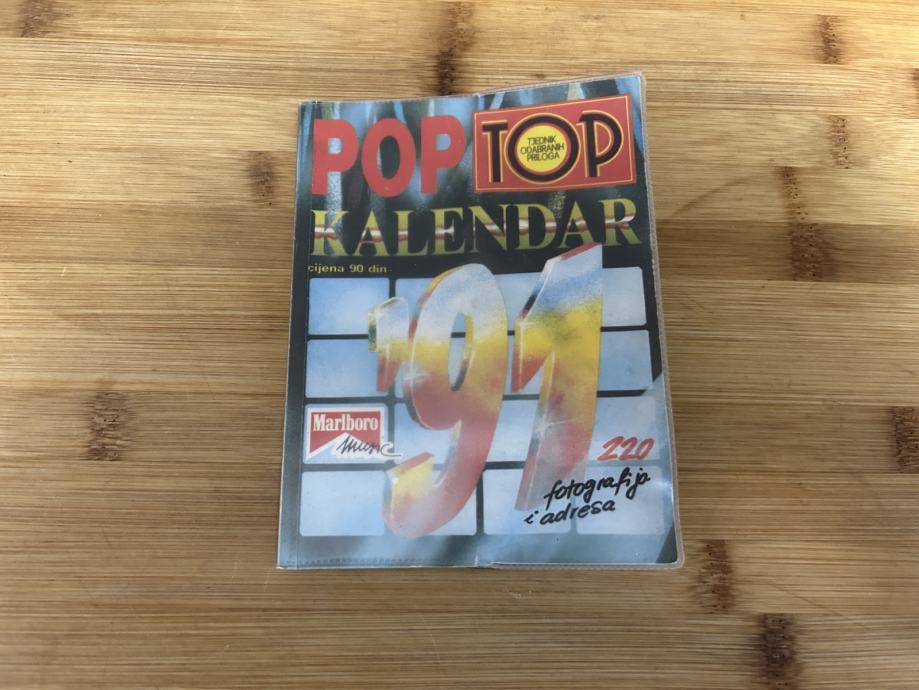 POP TOP
TJEDNIK
ODABRANIH
PRILOGA
KALENDAR
cijena 90 din.
'91
Marlboro
music
220
fotografija
i adresa